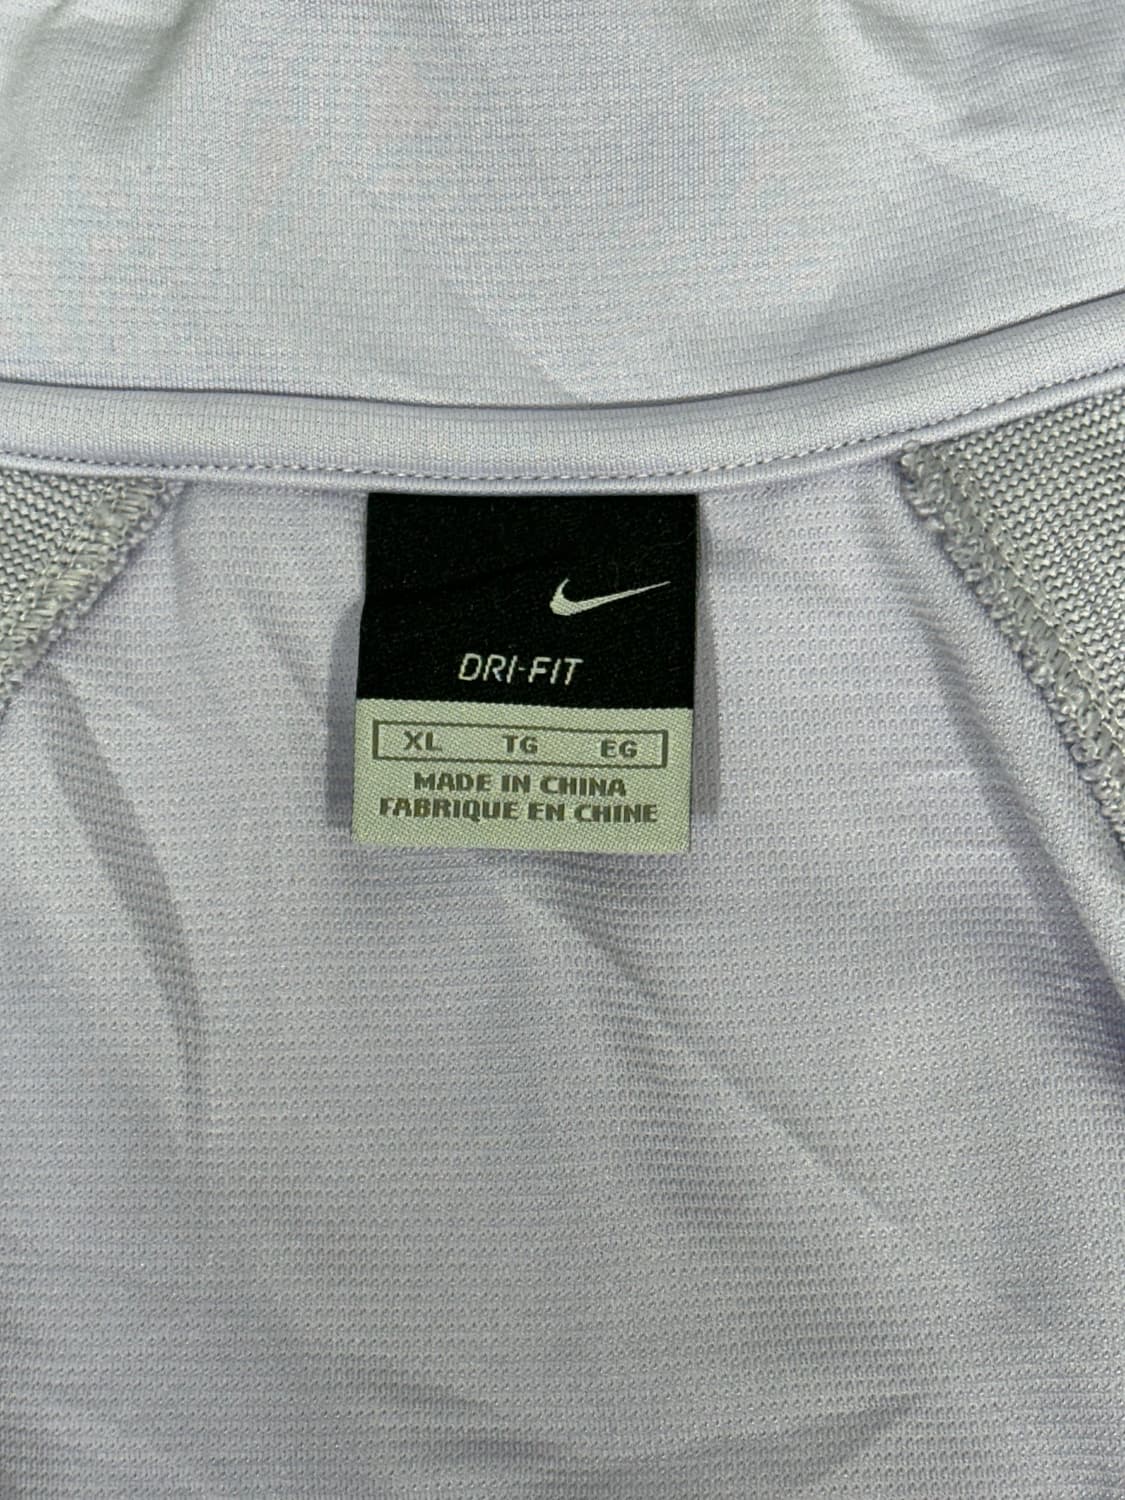 DRI-FIT
XL TG EG
MADE IN CHINA
FABRIQUE EN CHINE